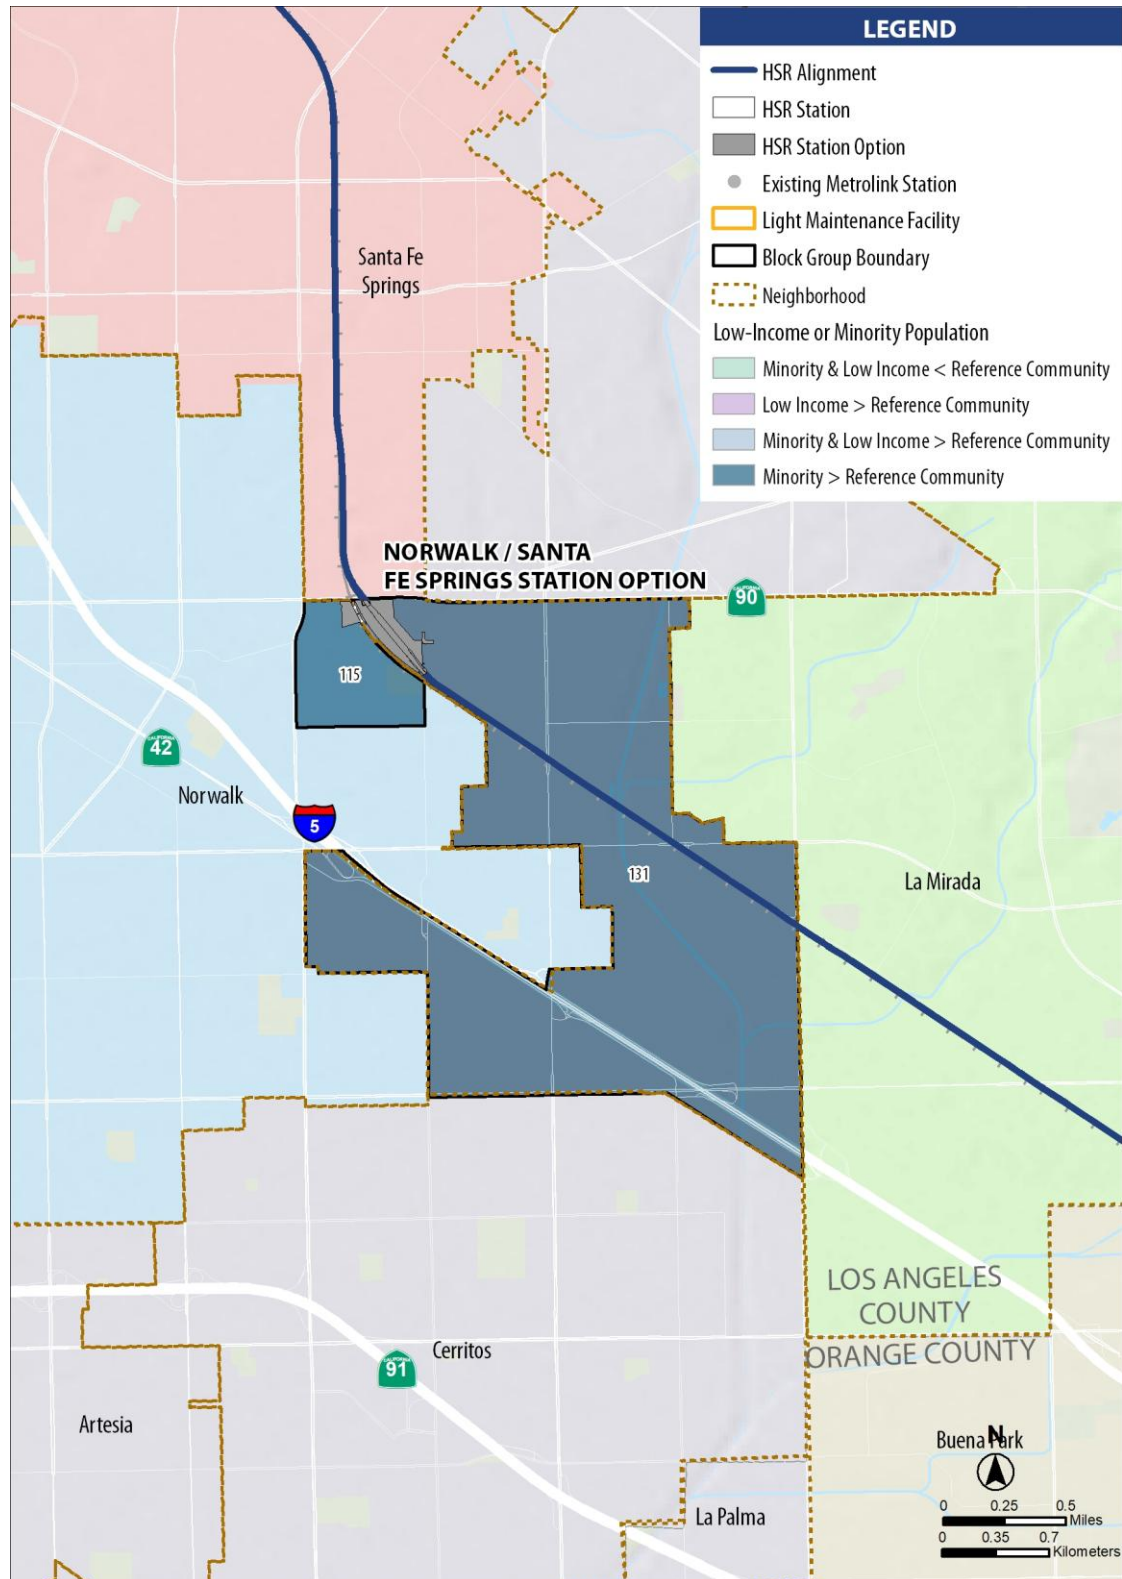 LEGEND
HSR Alignment
HSR Station
HSR Station Option
Existing Metrolink Station
Light Maintenance Facility
Block Group Boundary
Neighborhood
Low-Income or Minority Population
Minority & Low Income < Reference Community
Low Income > Reference Community
Minority & Low Income > Reference Community
Minority > Reference Community
Santa Fe
Springs
NORWALK / SANTA
FE SPRINGS STATION OPTION
CALIFORNIA
90
115
CALIFORNIA
42
Norwalk
5
131
La Mirada
LOS ANGELES
COUNTY
ORANGE COUNTY
Cerritos
CALIFORNIA
91
Artesia
Buena Park
N
La Palma
0 0.25 0.5
Miles
0 0.35 0.7
Kilometers